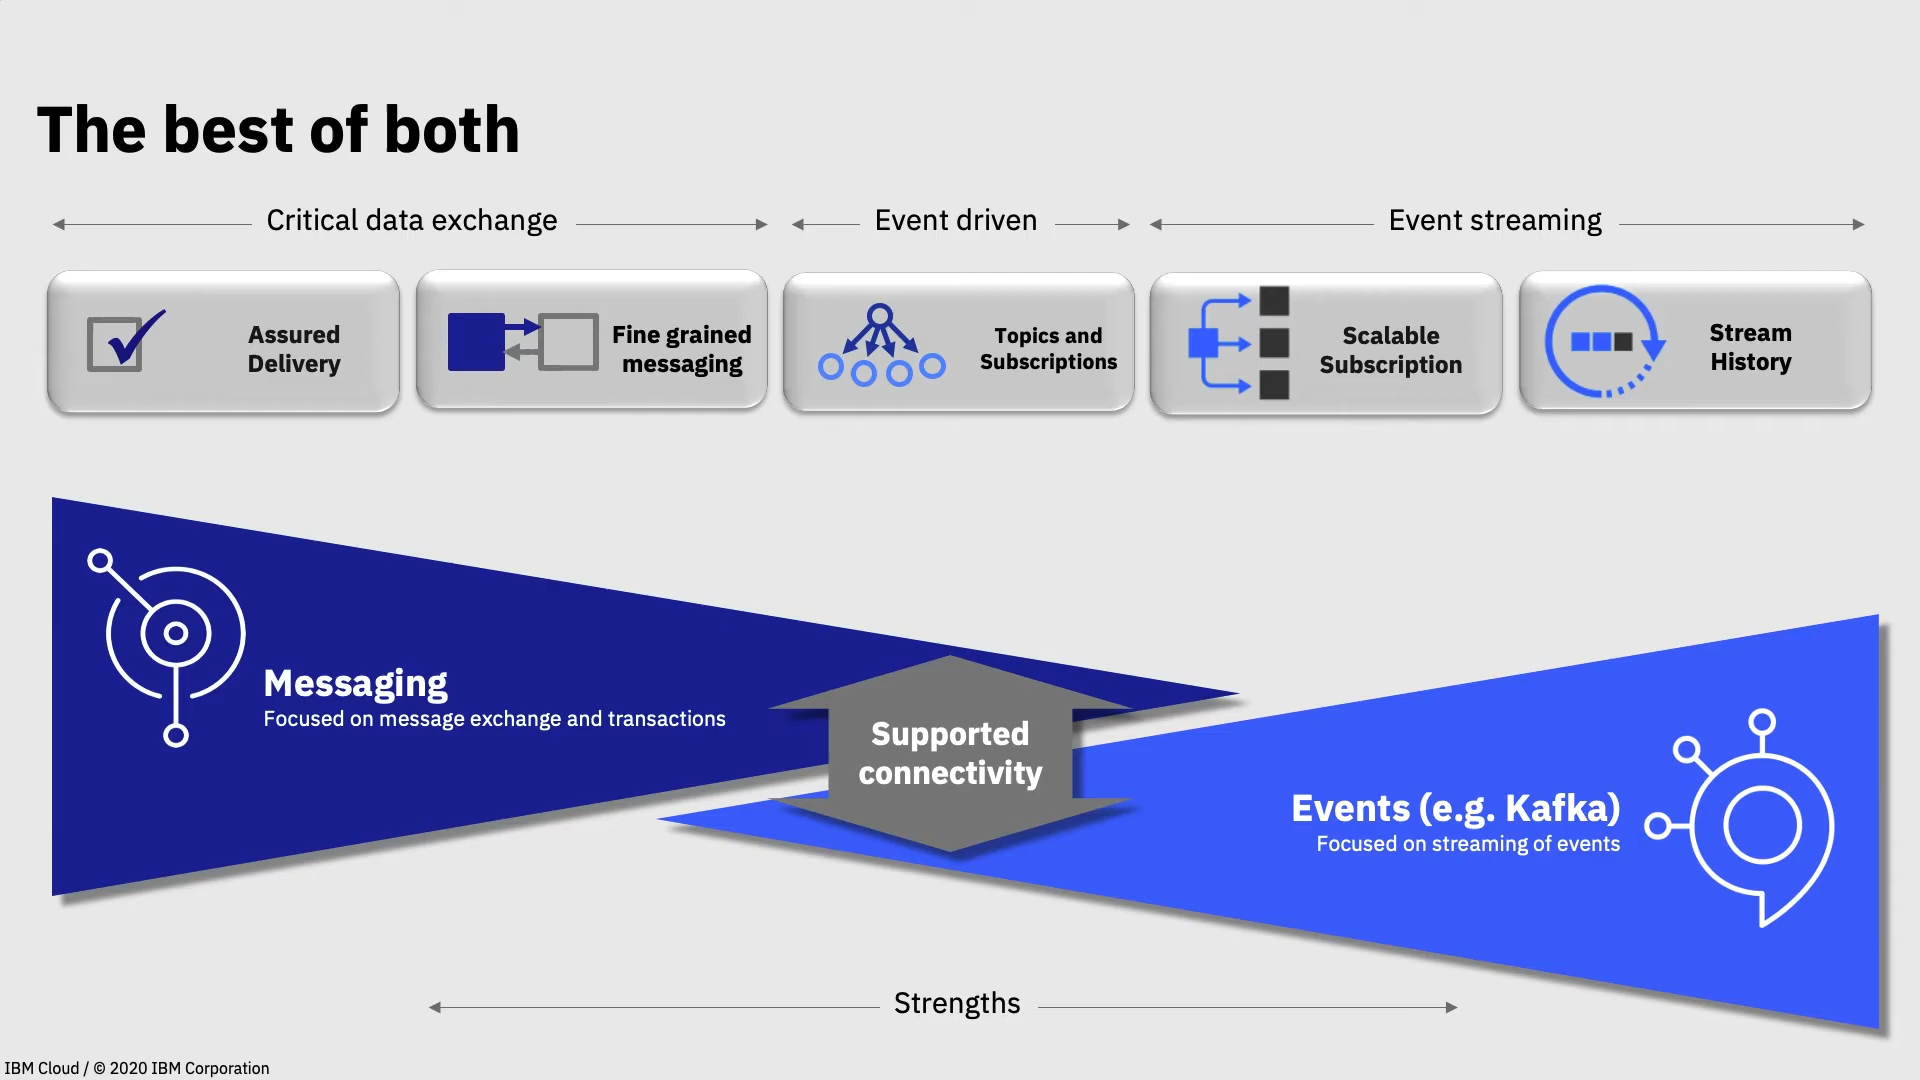 The best of both
Critical data exchange
Event driven
Event streaming
Assured
Delivery
Fine grained
messaging
Topics and
Subscriptions
Scalable
Subscription
Stream
History
Messaging
Focused on message exchange and transactions
Supported
connectivity
Events (e.g. Kafka)
Focused on streaming of events
Strengths
IBM Cloud / © 2020 IBM Corporation